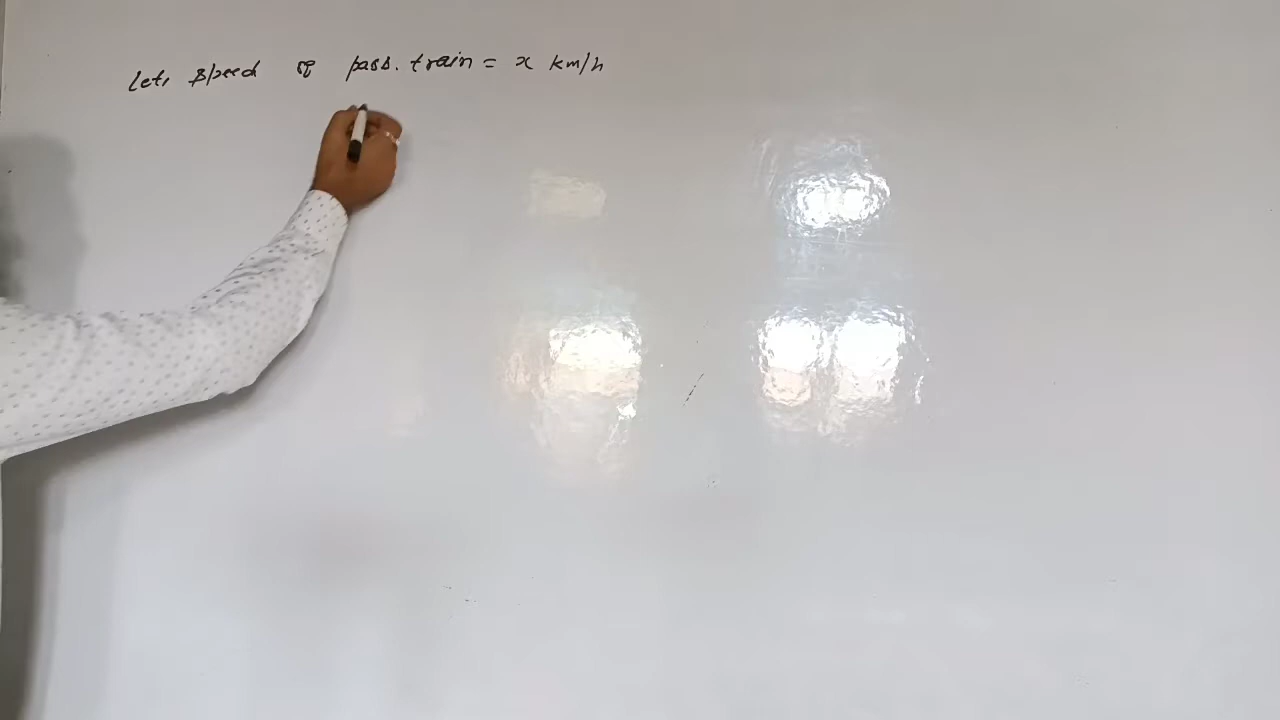 Let, Speed of pass. train = x km/h